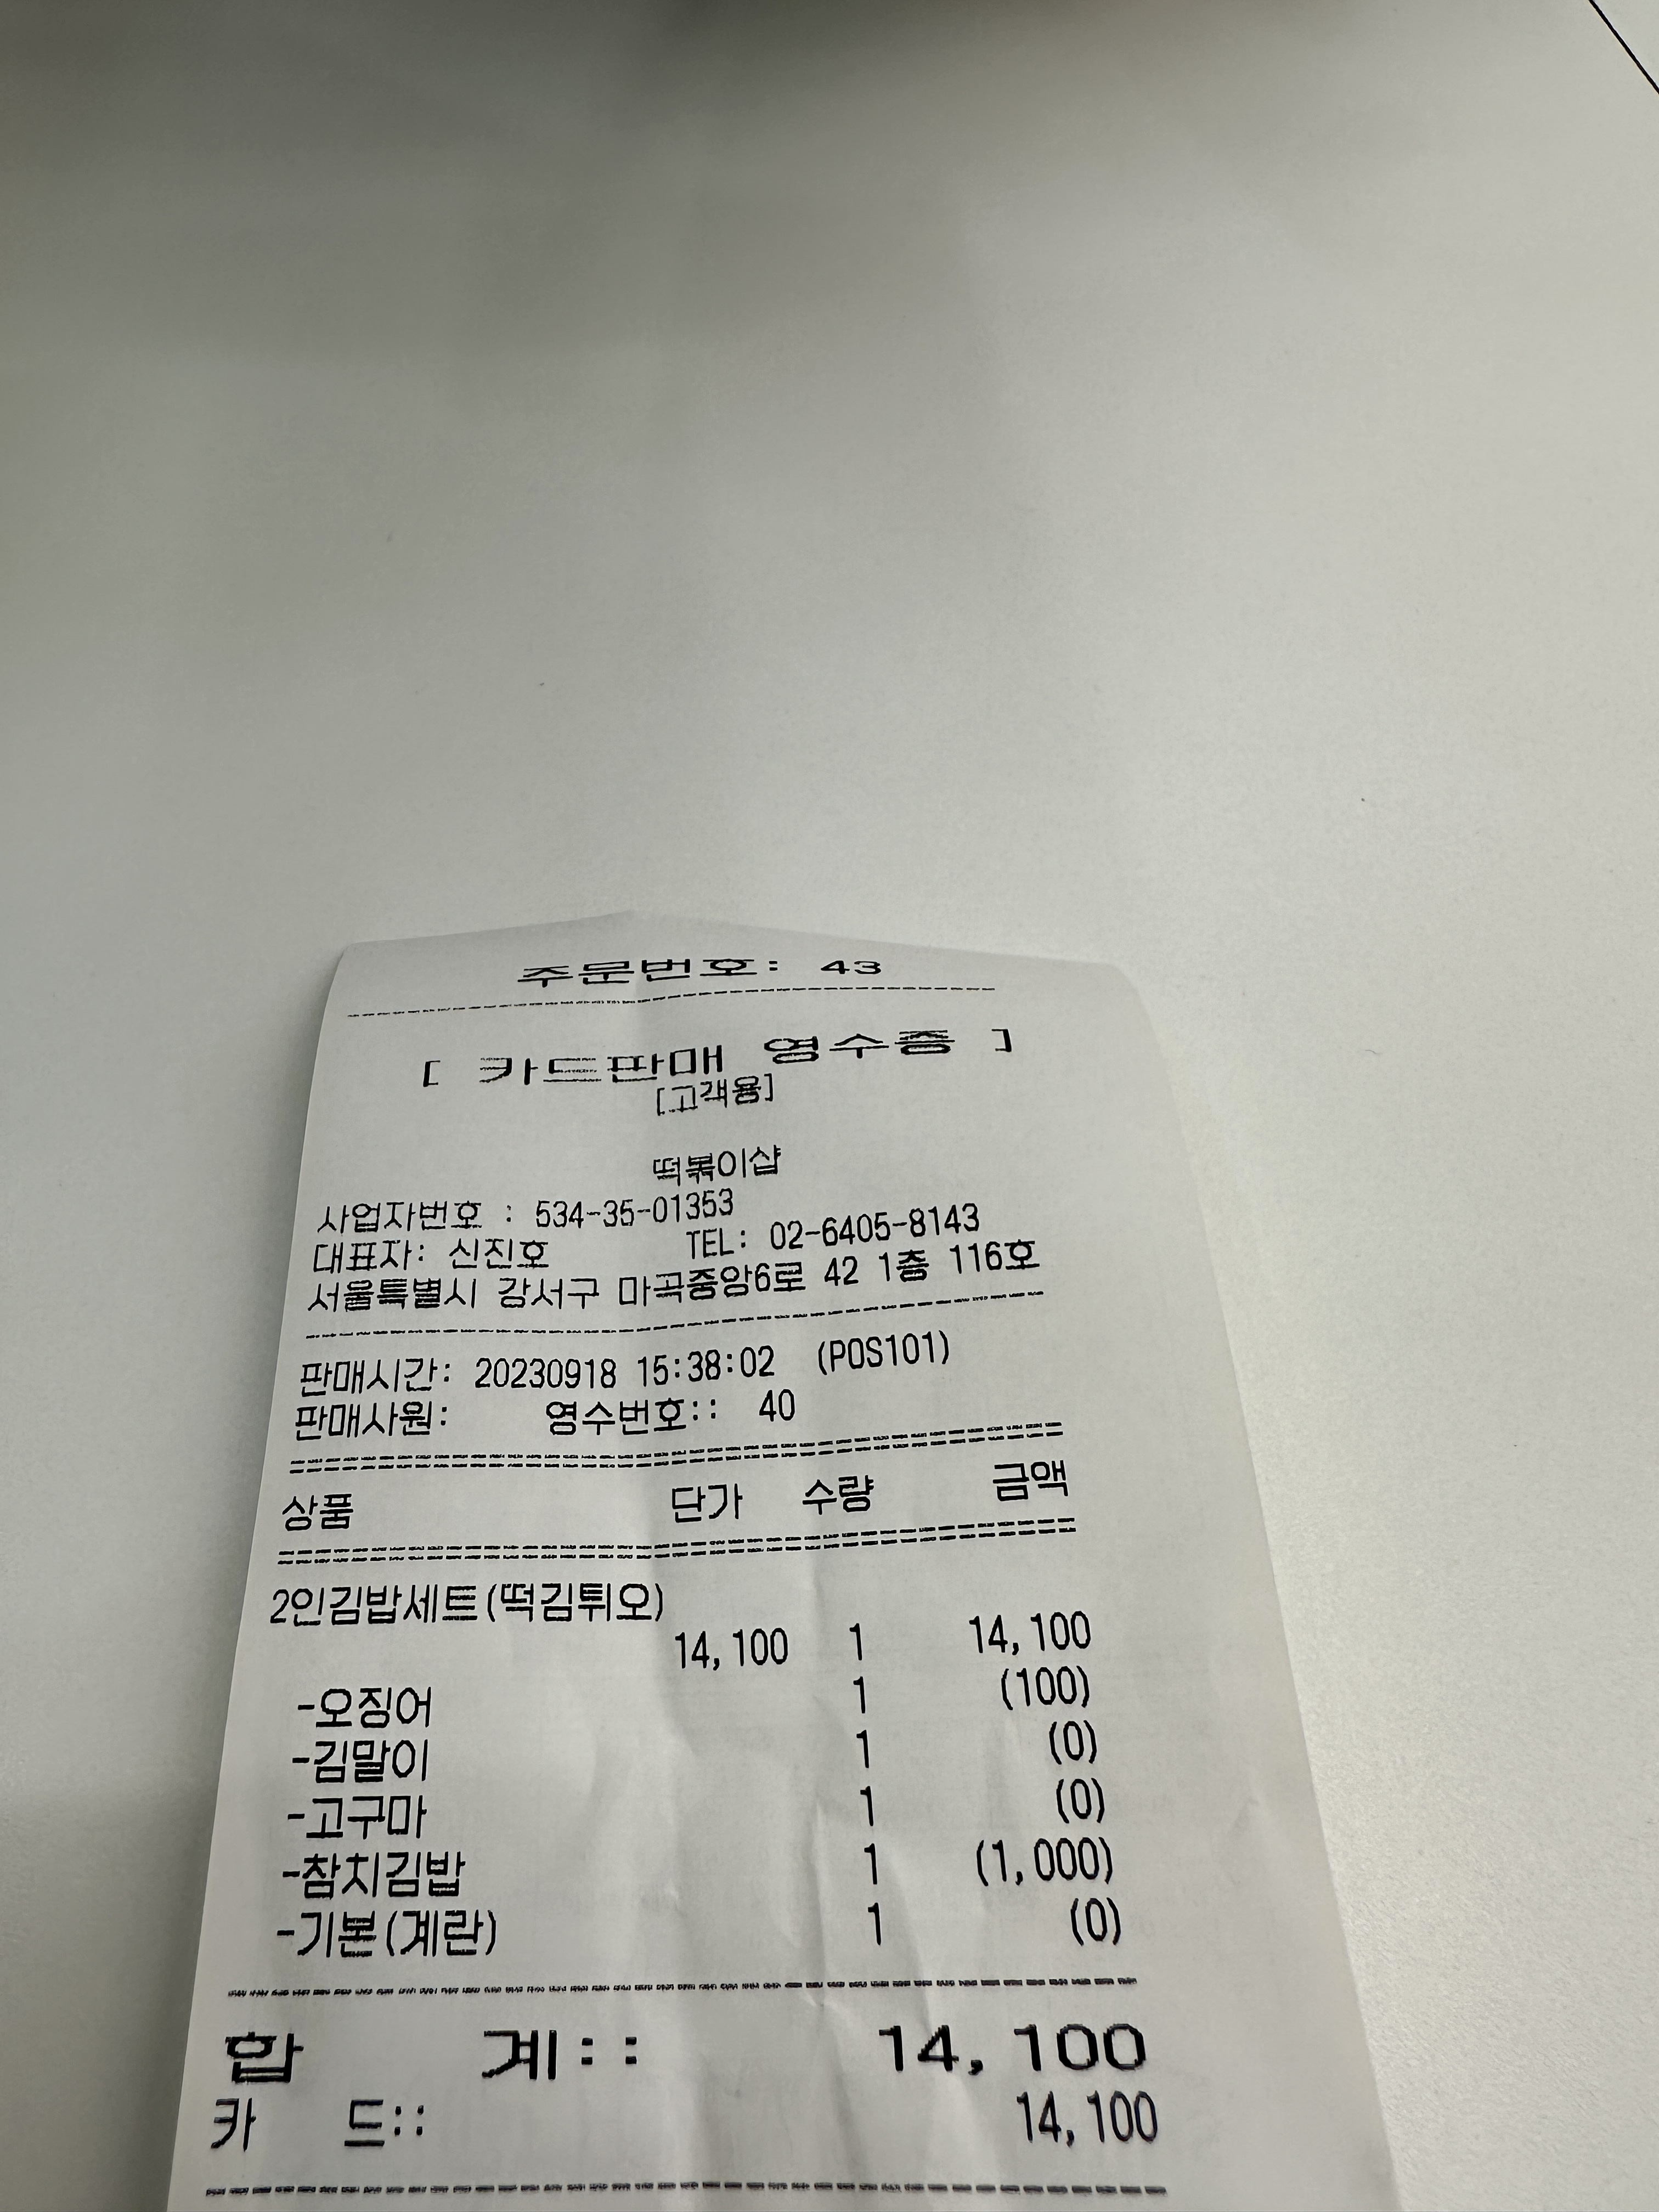 주문번호: 43
[ 카드판매 영수증 ]
[고객용]
떡볶이샵
사업자번호 : 534-35-01353
대표자: 신진호 TEL: 02-6405-8143
서울특별시 강서구 마곡중앙6로 42 1층 116호
판매시간: 20230918 15:38:02 (POS101)
판매사원: 영수번호:: 40
상품 단가 수량 금액
2인김밥세트(떡김튀오)
14,100 1 14,100
-오징어 1 (100)
-김말이 1 (0)
-고구마 1 (0)
-참치김밥 1 (1,000)
-기본(계란) 1 (0)
합 계:: 14,100
카 드:: 14,100